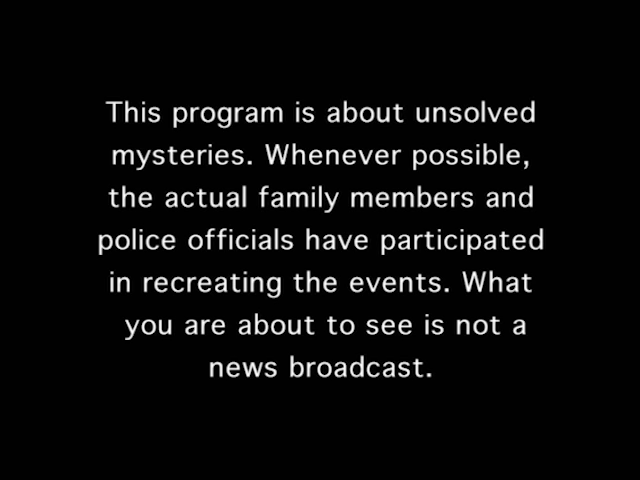 This program is about unsolved
mysteries. Whenever possible,
the actual family members and
police officials have participated
in recreating the events. What
you are about to see is not a
news broadcast.